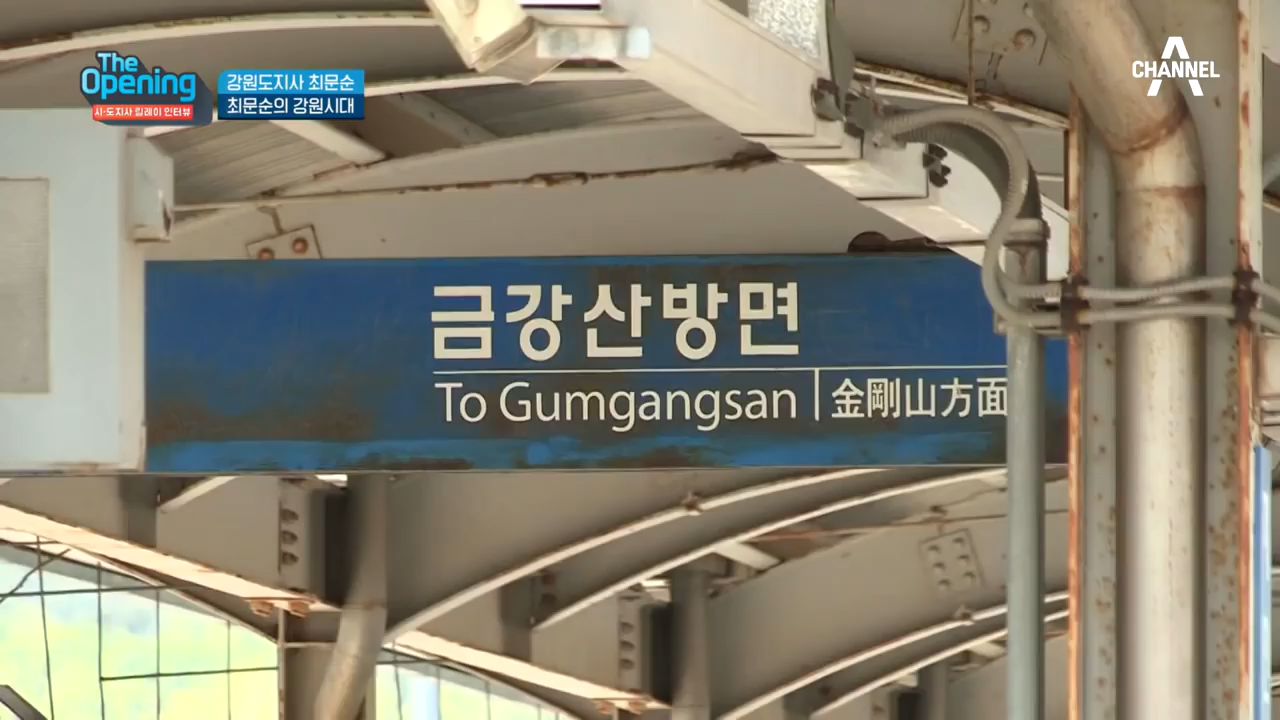 The
Opening
시·도지사 릴레이 인터뷰
강원도지사 최문순
최문순의 강원시대
CHANNEL A
금강산방면
To Gumgangsan 金剛山方面